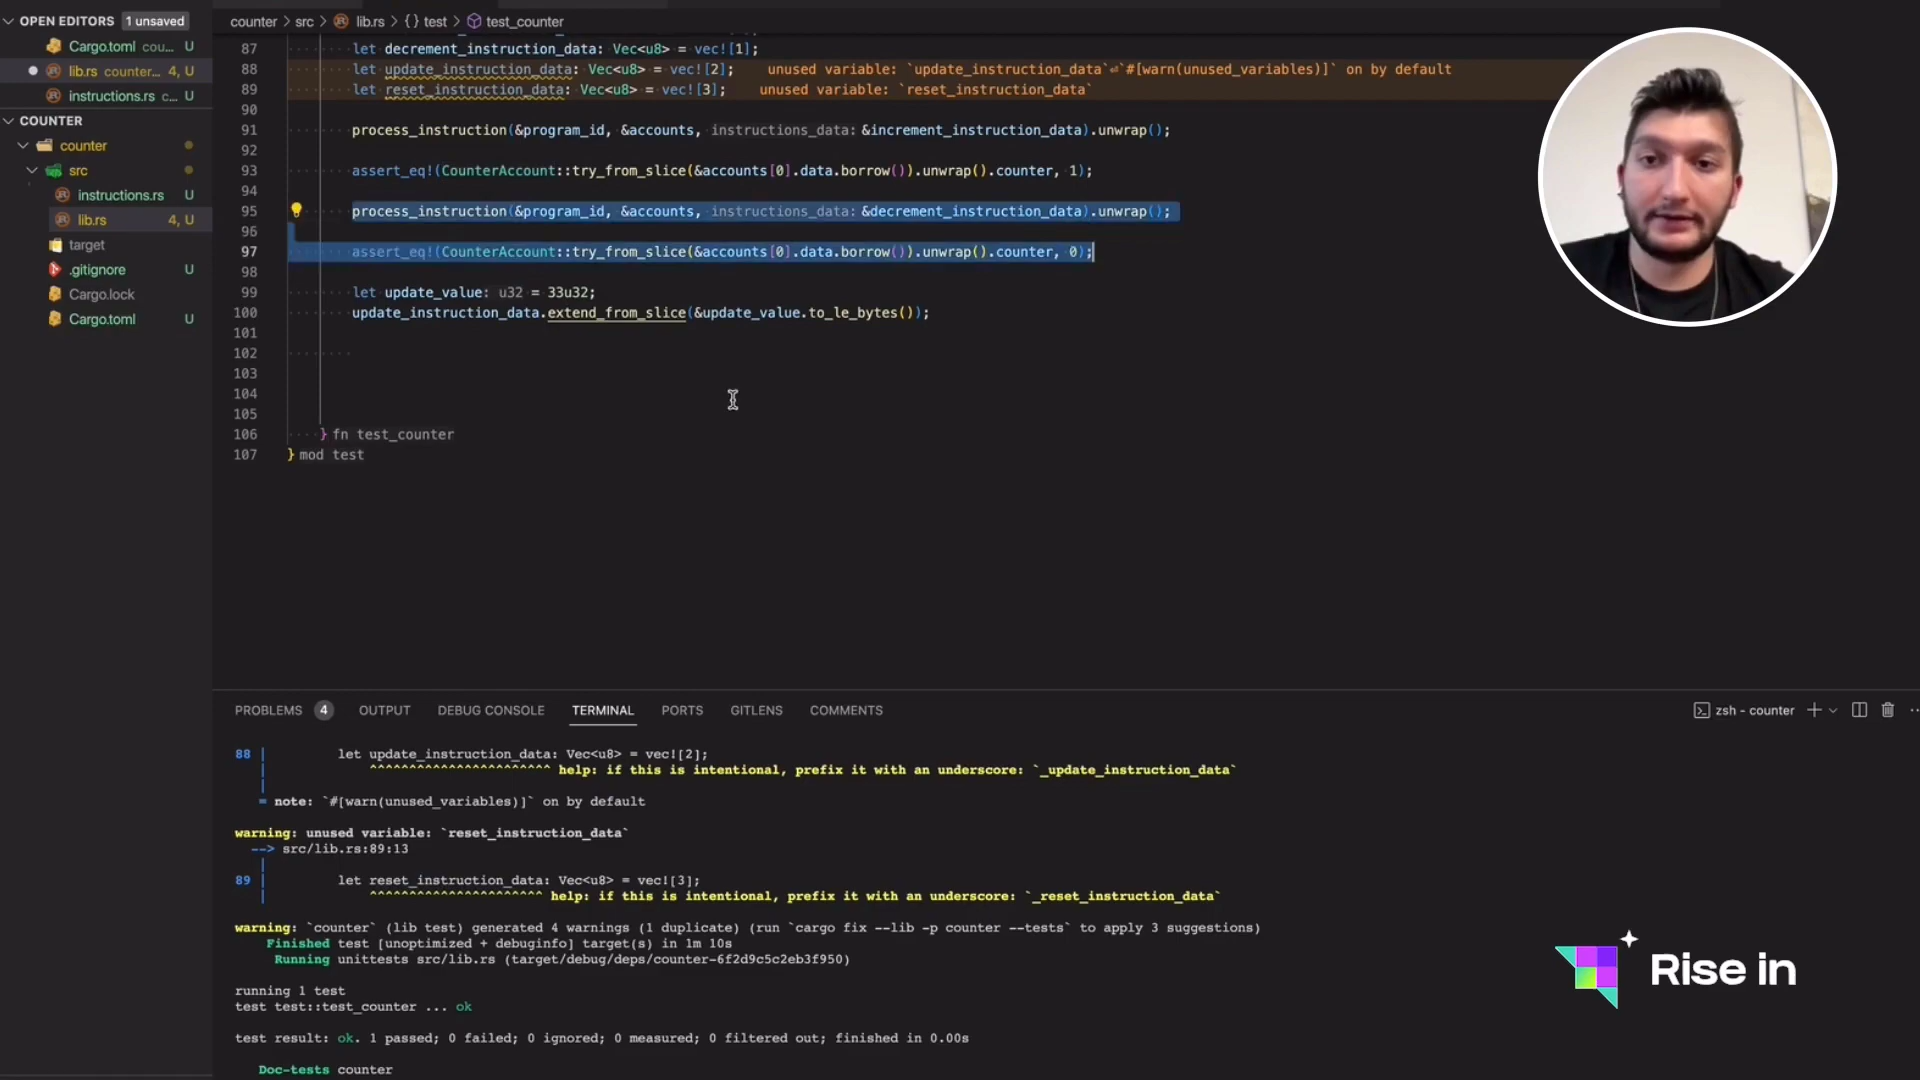 OPEN EDITORS 1 unsaved
Cargo.toml cou... U
lib.rs counter... 4, U
instructions.rs c... U
COUNTER
counter
src
instructions.rs U
lib.rs 4, U
target
.gitignore U
Cargo.lock
Cargo.toml U
counter > src > lib.rs > {} test > test_counter
87 let decrement_instruction_data: Vec<u8> = vec![1];
88 let update_instruction_data: Vec<u8> = vec![2]; unused variable: `update_instruction_data`⏎`#[warn(unused_variables)]` on by default
89 let reset_instruction_data: Vec<u8> = vec![3]; unused variable: `reset_instruction_data`
90
91 process_instruction(&program_id, &accounts, instructions_data: &increment_instruction_data).unwrap();
92
93 assert_eq!(CounterAccount::try_from_slice(&accounts[0].data.borrow()).unwrap().counter, 1);
94
95 process_instruction(&program_id, &accounts, instructions_data: &decrement_instruction_data).unwrap();
96
97 assert_eq!(CounterAccount::try_from_slice(&accounts[0].data.borrow()).unwrap().counter, 0);
98
99 let update_value: u32 = 33u32;
100 update_instruction_data.extend_from_slice(&update_value.to_le_bytes());
101
102
103
104
105
106 } fn test_counter
107 } mod test
PROBLEMS 4 OUTPUT DEBUG CONSOLE TERMINAL PORTS GITLENS COMMENTS
zsh - counter
88 | let update_instruction_data: Vec<u8> = vec![2];
| ^^^^^^^^^^^^^^^^^^^^^^^ help: if this is intentional, prefix it with an underscore: `_update_instruction_data`
|
= note: `#[warn(unused_variables)]` on by default
warning: unused variable: `reset_instruction_data`
--> src/lib.rs:89:13
|
89 | let reset_instruction_data: Vec<u8> = vec![3];
| ^^^^^^^^^^^^^^^^^^^^^^ help: if this is intentional, prefix it with an underscore: `_reset_instruction_data`
warning: `counter` (lib test) generated 4 warnings (1 duplicate) (run `cargo fix --lib -p counter --tests` to apply 3 suggestions)
Finished test [unoptimized + debuginfo] target(s) in 1m 10s
Running unittests src/lib.rs (target/debug/deps/counter-6f2d9c5c2eb3f950)
running 1 test
test test::test_counter ... ok
test result: ok. 1 passed; 0 failed; 0 ignored; 0 measured; 0 filtered out; finished in 0.00s
Doc-tests counter
Rise in